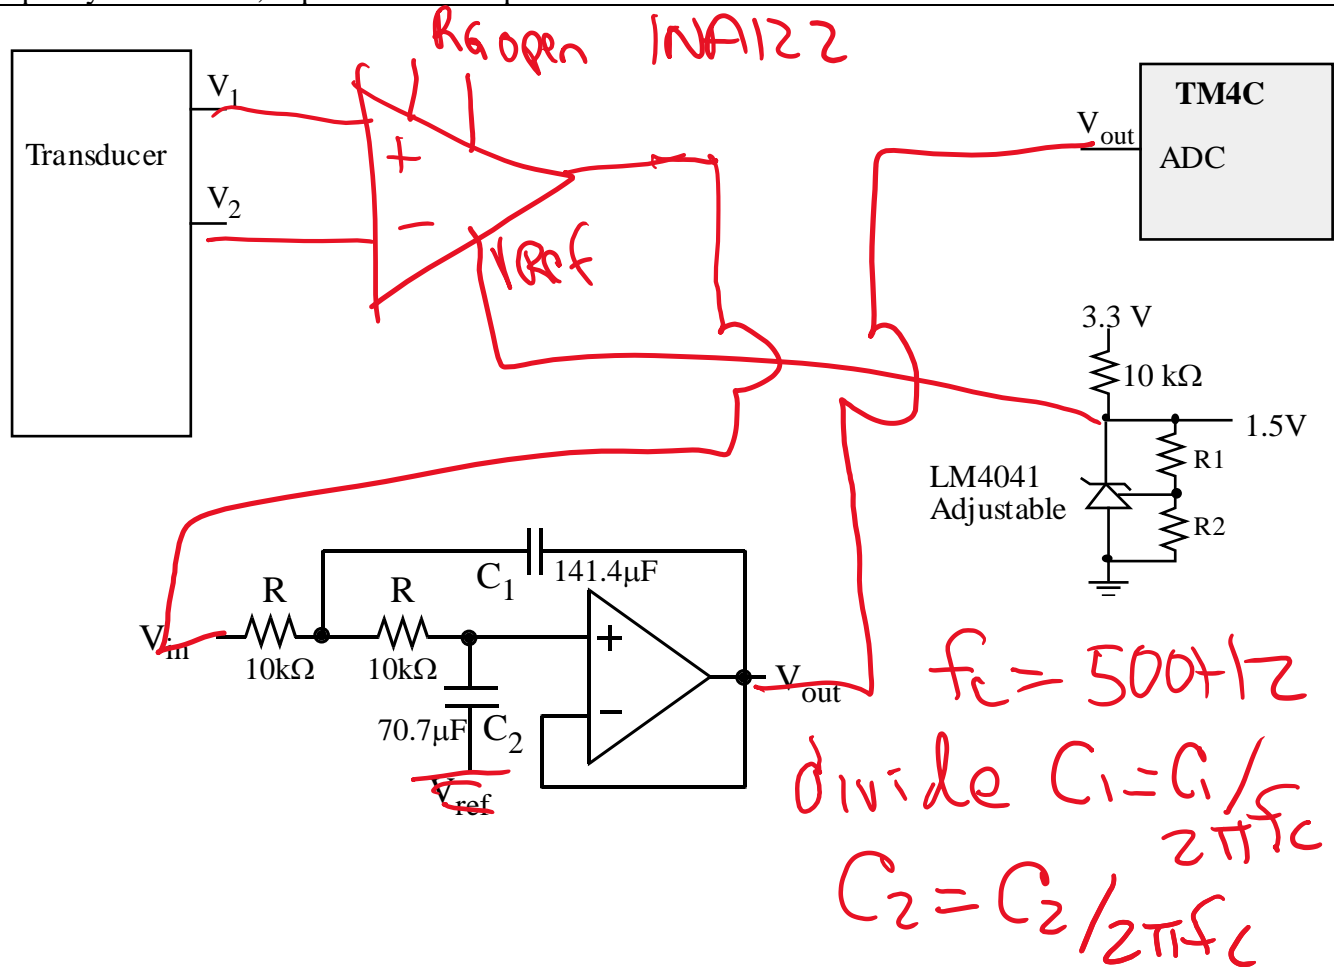 RG open INA122
V1
Transducer
+
V2
−
VRef
TM4C
Vout
ADC
3.3 V
10 kΩ
1.5V
R1
LM4041
Adjustable
R2
C1
141.4μF
R
R
Vin
10kΩ
10kΩ
+
−
Vout
70.7μF
C2
Vref
fc = 500Hz
divide C1 = C1/2πfc
C2 = C2/2πfc